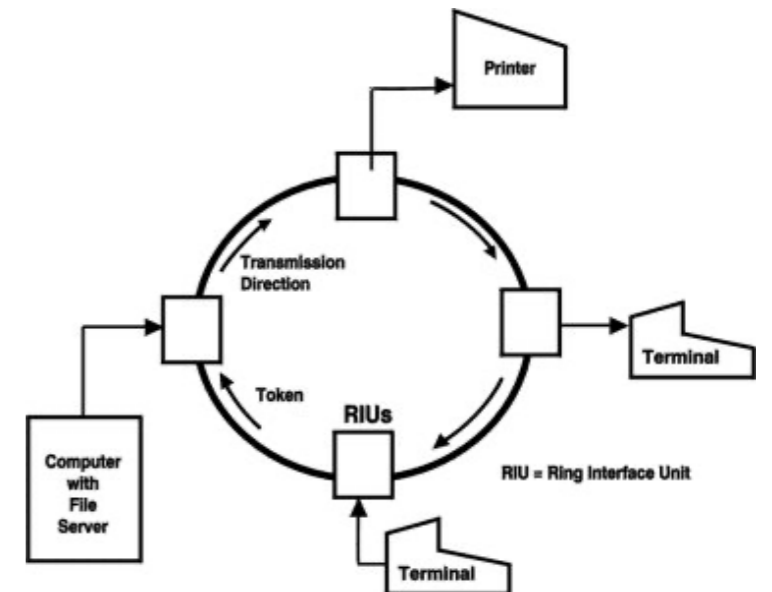 Printer
Transmission
Direction
Terminal
Token
RIUs
Computer
with
File
Server
RIU = Ring Interface Unit
Terminal